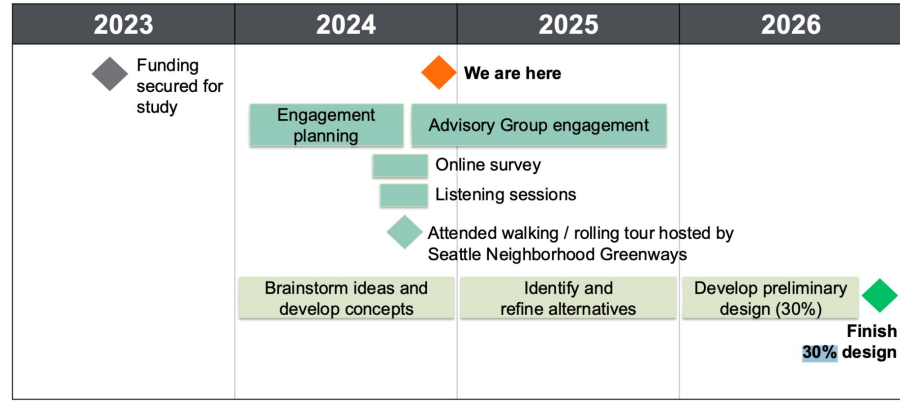 2023
2024
2025
2026
Funding
secured for
study
We are here
Engagement
planning
Advisory Group engagement
Online survey
Listening sessions
Attended walking / rolling tour hosted by
Seattle Neighborhood Greenways
Brainstorm ideas and
develop concepts
Identify and
refine alternatives
Develop preliminary
design (30%)
Finish
30% design